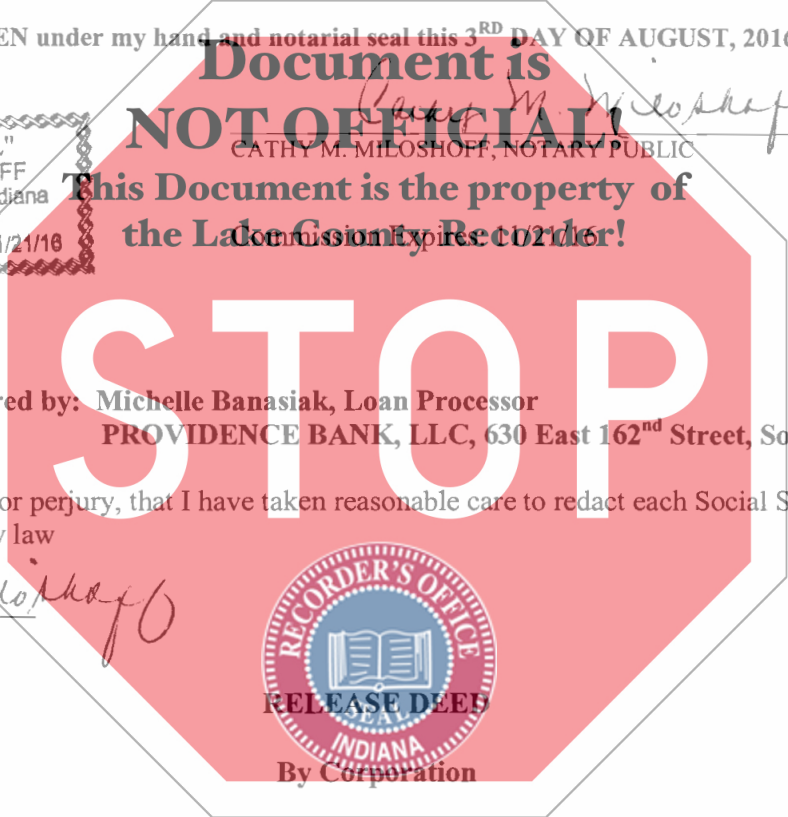 EN under my hand and notarial seal this 3RD DAY OF AUGUST, 2016
Document is
Cathy M. Miloshoff
NOT OFFICIAL!
CATHY M. MILOSHOFF, NOTARY PUBLIC
"
FF
diana
1/21/16
This Document is the property of
the Lake County Recorder!
Commission Expires: 11/21/16
STOP
red by: Michelle Banasiak, Loan Processor
PROVIDENCE BANK, LLC, 630 East 162nd Street, So
or perjury, that I have taken reasonable care to redact each Social S
y law
loshoff
RECORDER'S OFFICE
SEAL
INDIANA
RELEASE DEED
By Corporation